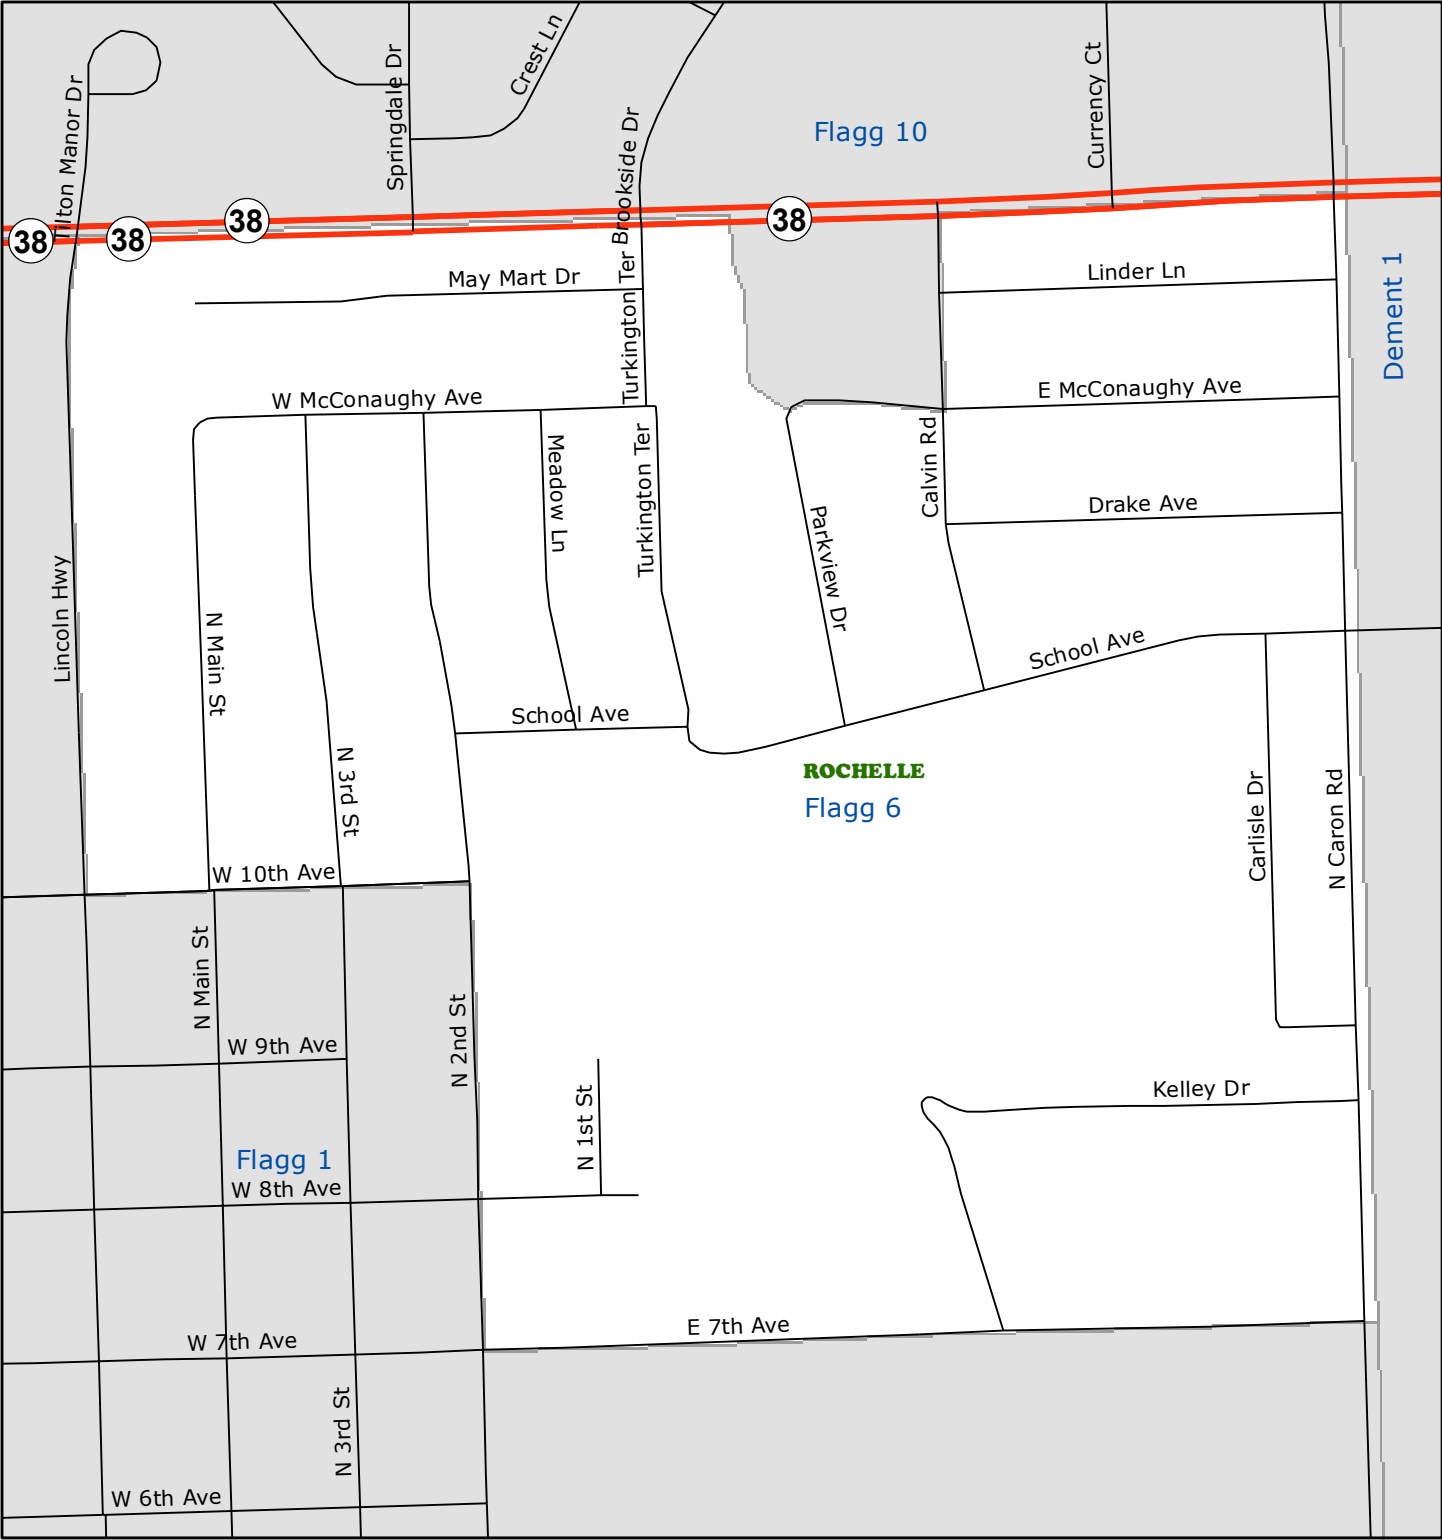 Tilton Manor Dr
Springdale Dr
Crest Ln
Brookside Dr
Flagg 10
Currency Ct
38
38
38
38
May Mart Dr
Turkington Ter
Linder Ln
Dement 1
W McConaughy Ave
E McConaughy Ave
Meadow Ln
Turkington Ter
Calvin Rd
Drake Ave
Parkview Dr
Lincoln Hwy
N Main St
School Ave
School Ave
N 3rd St
ROCHELLE
Flagg 6
Carlisle Dr
N Caron Rd
W 10th Ave
N Main St
N 2nd St
W 9th Ave
N 1st St
Kelley Dr
Flagg 1
W 8th Ave
E 7th Ave
W 7th Ave
N 3rd St
W 6th Ave